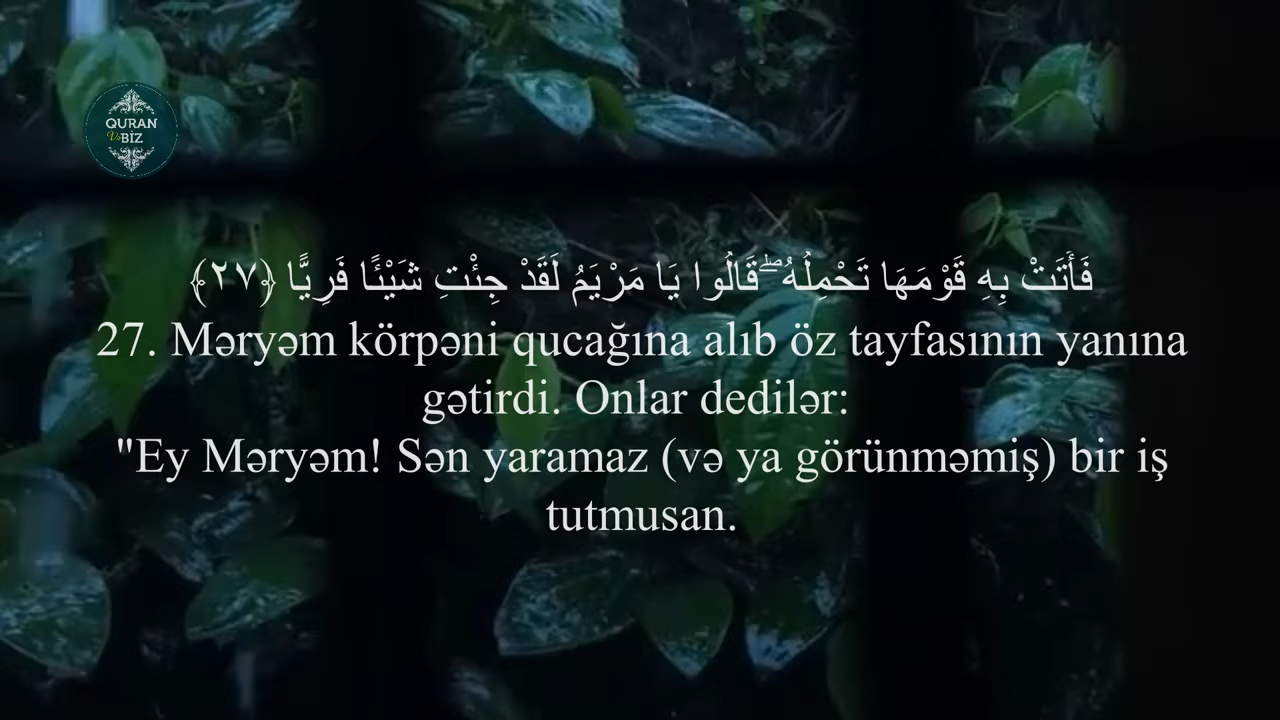 QURAN
Və BİZ
فَأَتَتْ بِهِ قَوْمَهَا تَحْمِلُهُ ۖ قَالُوا يَا مَرْيَمُ لَقَدْ جِئْتِ شَيْئًا فَرِيًّا ﴿٢٧﴾
27. Məryəm körpəni qucağına alıb öz tayfasının yanına
gətirdi. Onlar dedilər:
"Ey Məryəm! Sən yaramaz (və ya görünməmiş) bir iş
tutmusan.